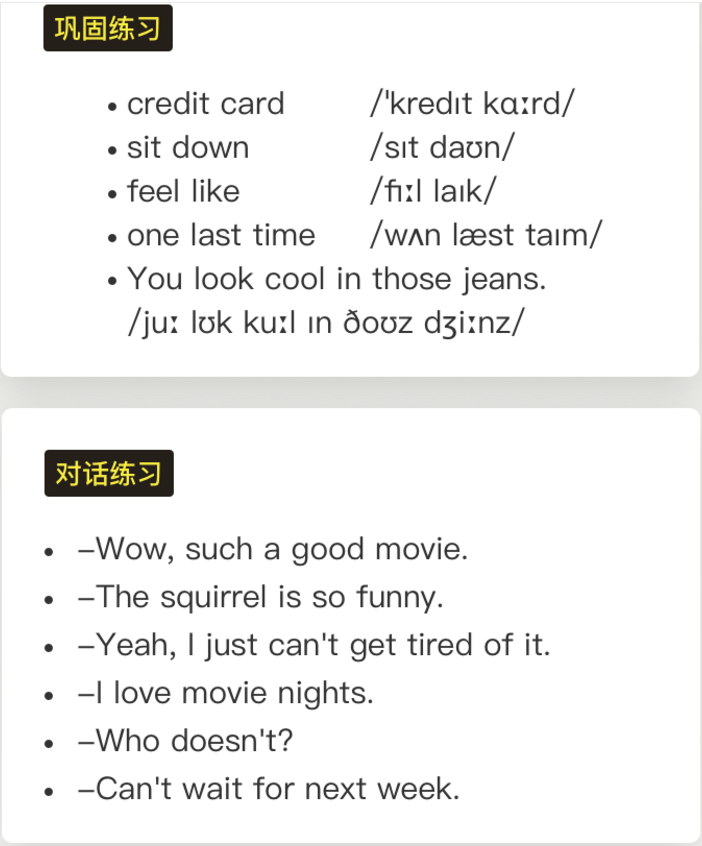 巩固练习
• credit card /ˈkredɪt kɑːrd/
• sit down /sɪt daʊn/
• feel like /fiːl laɪk/
• one last time /wʌn læst taɪm/
• You look cool in those jeans.
/juː lʊk kuːl ɪn ðoʊz dʒiːnz/
对话练习
• –Wow, such a good movie.
• –The squirrel is so funny.
• –Yeah, I just can't get tired of it.
• –I love movie nights.
• –Who doesn't?
• –Can't wait for next week.